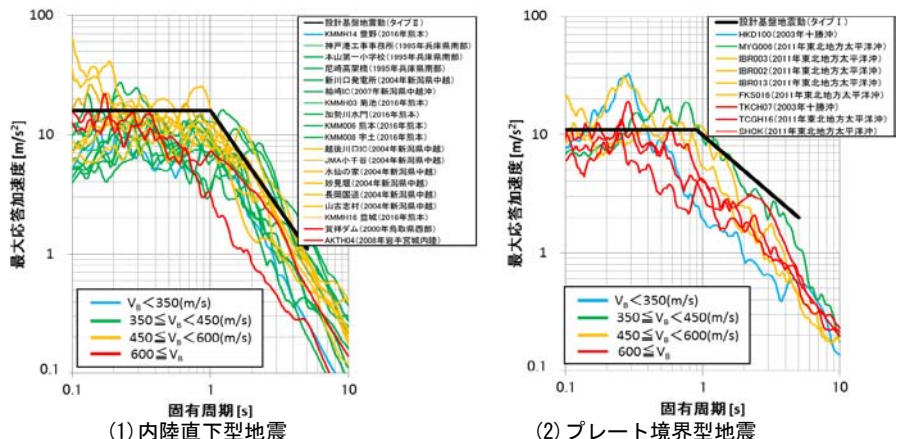 100
10
1
0.1
最大応答加速度[m/s²]
0.1
1
10
固有周期[s]
設計基盤地震動(タイプⅡ)
KMMH14 豊野(2016年熊本)
神戸港工事事務所(1995年兵庫県南部)
本山第一小学校(1995年兵庫県南部)
尼崎高架橋(1995年兵庫県南部)
新川口発電所(2004年新潟県中越)
(2007年新潟県中越沖)
KMMH03 菊池(2016年熊本)
加勢川水門(2016年熊本)
KMM006 熊本(2016年熊本)
KMM008 宇土(2016年熊本)
越後川口IC(2004年新潟県中越)
JMA小千谷(2004年新潟県中越)
水仙の家(2004年新潟県中越)
妙見堰(2004年新潟県中越)
長岡国道(2004年新潟県中越)
山古志村(2004年新潟県中越)
KMMH16 益城(2016年熊本)
賀祥ダム(2000年鳥取県西部)
AKTH04(2008年岩手宮城内陸)
V_B<350(m/s)
350≦V_B<450(m/s)
450≦V_B<600(m/s)
600≦V_B
(1)内陸直下型地震
100
10
1
0.1
最大応答加速度[m/s²]
0.1
1
10
固有周期[s]
設計基盤地震動(タイプⅠ)
HKD100(2003年十勝沖)
MYG006(2011年東北地方太平洋沖)
IBR003(2011年東北地方太平洋沖)
IBR002(2011年東北地方太平洋沖)
IBR013(2011年東北地方太平洋沖)
FKS016(2011年東北地方太平洋沖)
TKCH07(2003年十勝沖)
TCGH16(2011年東北地方太平洋沖)
SHOK(2011年東北地方太平洋沖)
V_B<350(m/s)
350≦V_B<450(m/s)
450≦V_B<600(m/s)
600≦V_B
(2)プレート境界型地震